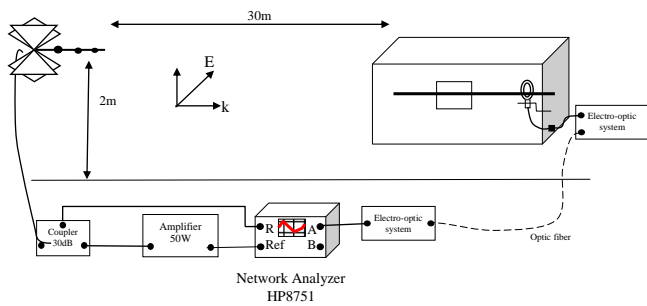 30m
E
k
2m
Electro-optic
system
Coupler
30dB
Amplifier
50W
R
A
Ref
B
Electro-optic
system
Optic fiber
Network Analyzer
HP8751